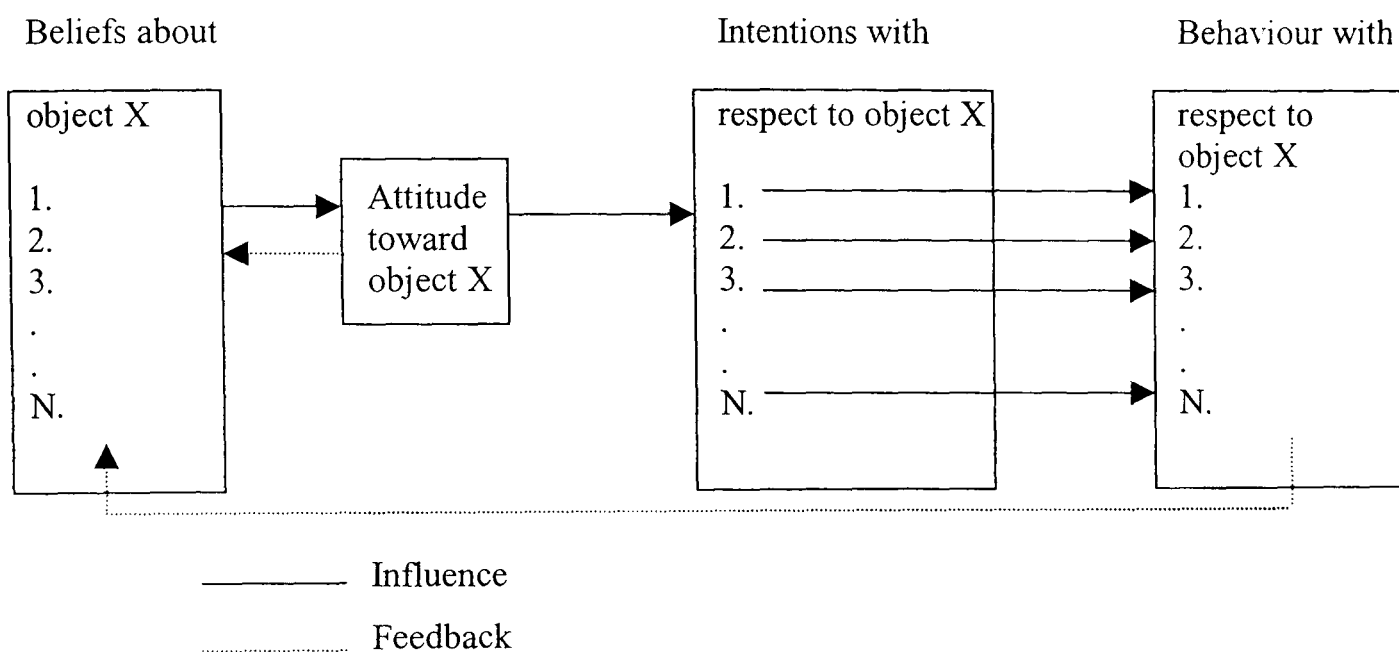 Beliefs about
object X
1.
2.
3.
.
.
N.
Attitude
toward
object X
Intentions with
respect to object X
1.
2.
3.
.
.
N.
Behaviour with
respect to
object X
1.
2.
3.
.
.
N.
Influence
Feedback